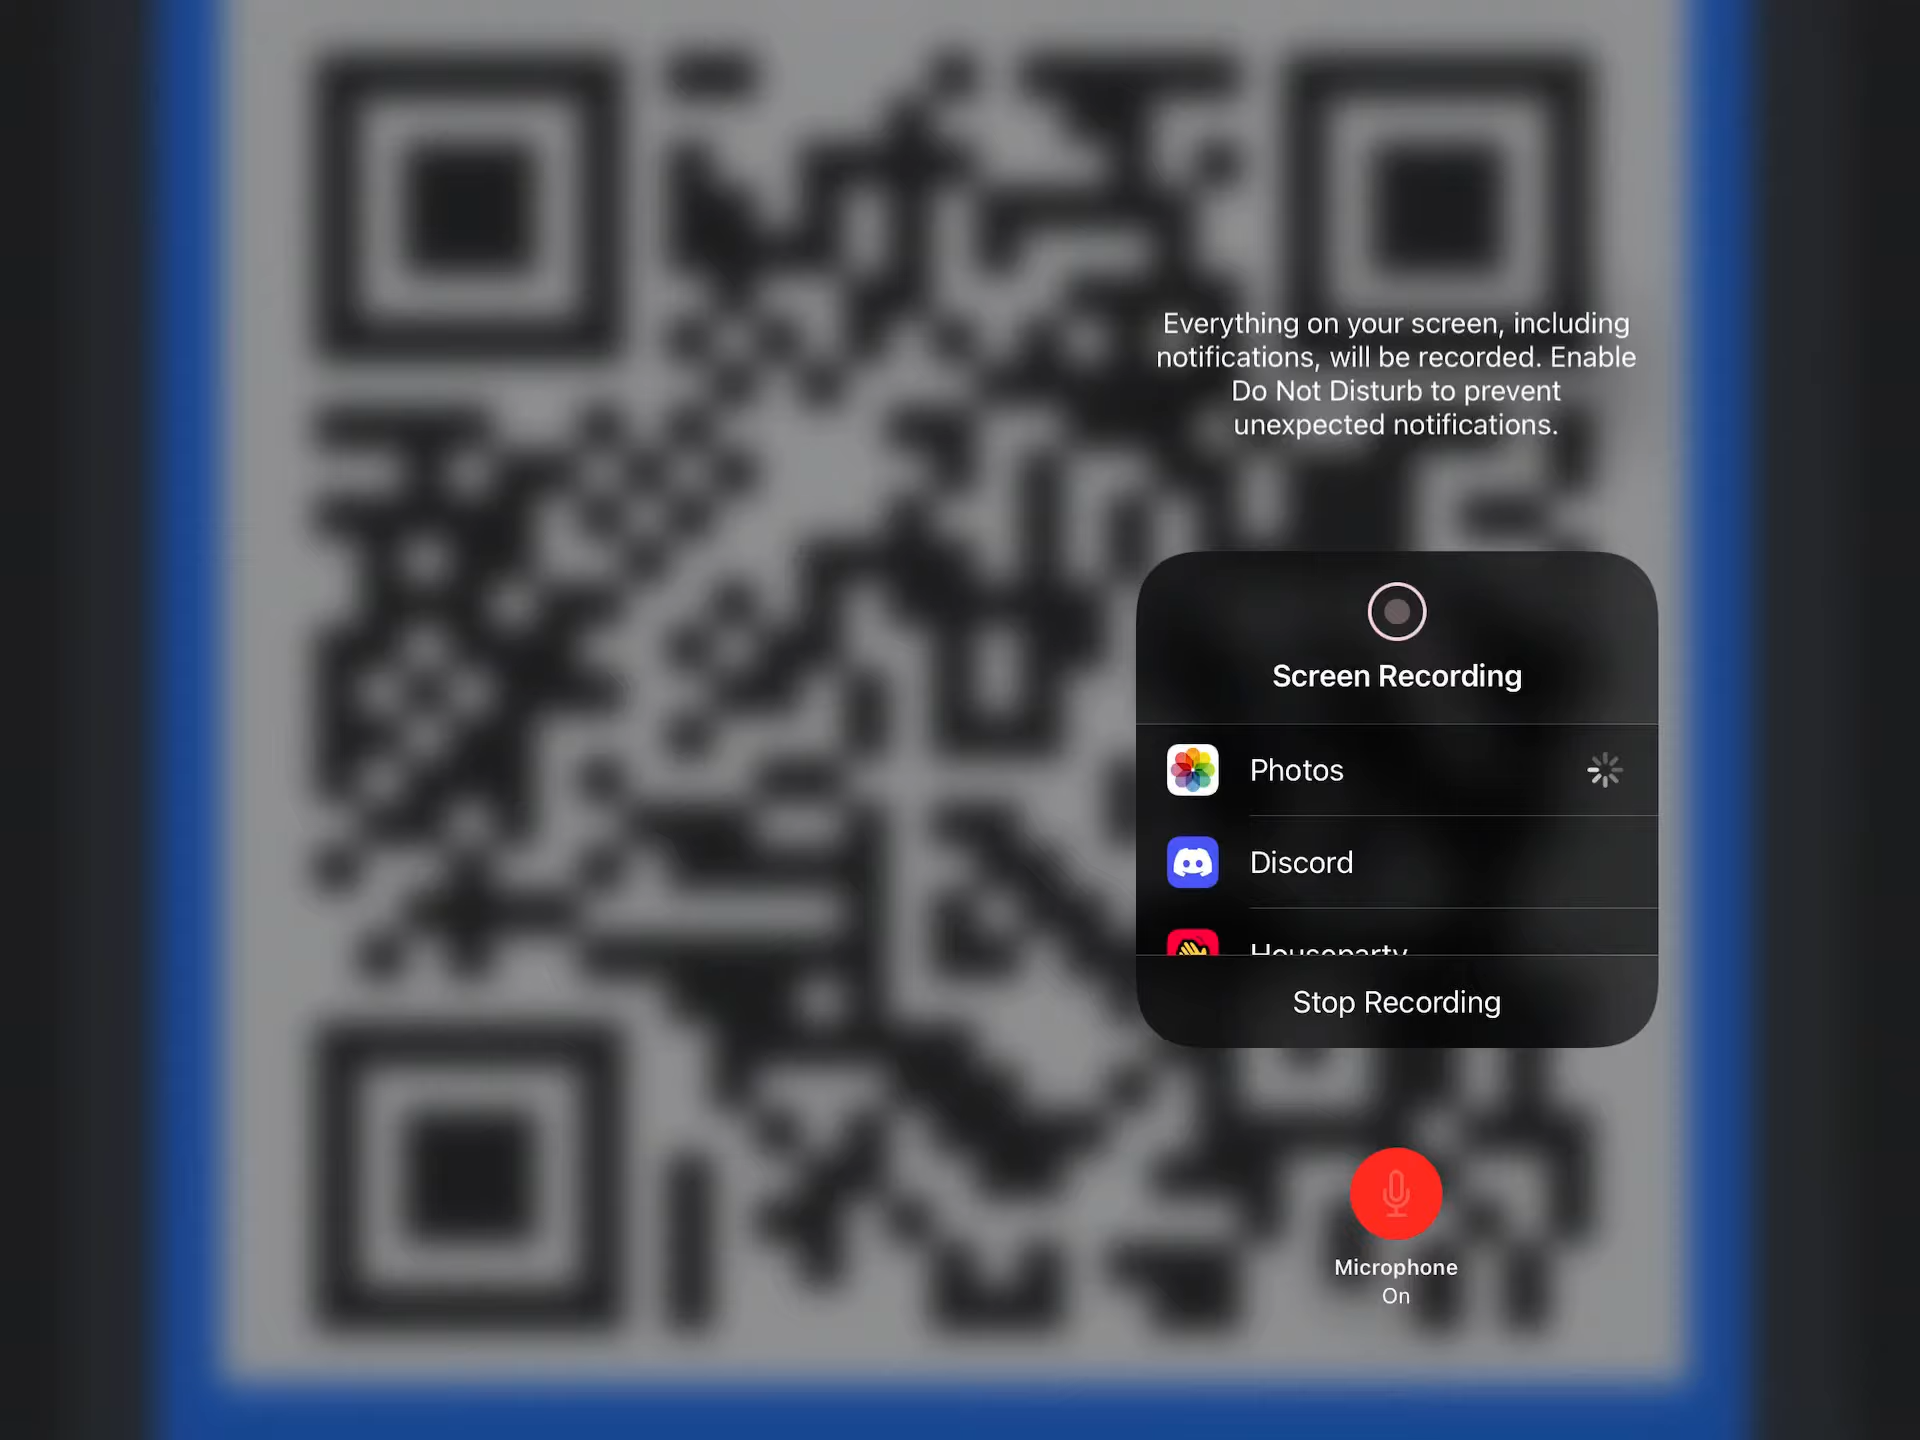 Everything on your screen, including
notifications, will be recorded. Enable
Do Not Disturb to prevent
unexpected notifications.
Screen Recording
Photos
Discord
Houseparty
Stop Recording
Microphone
On